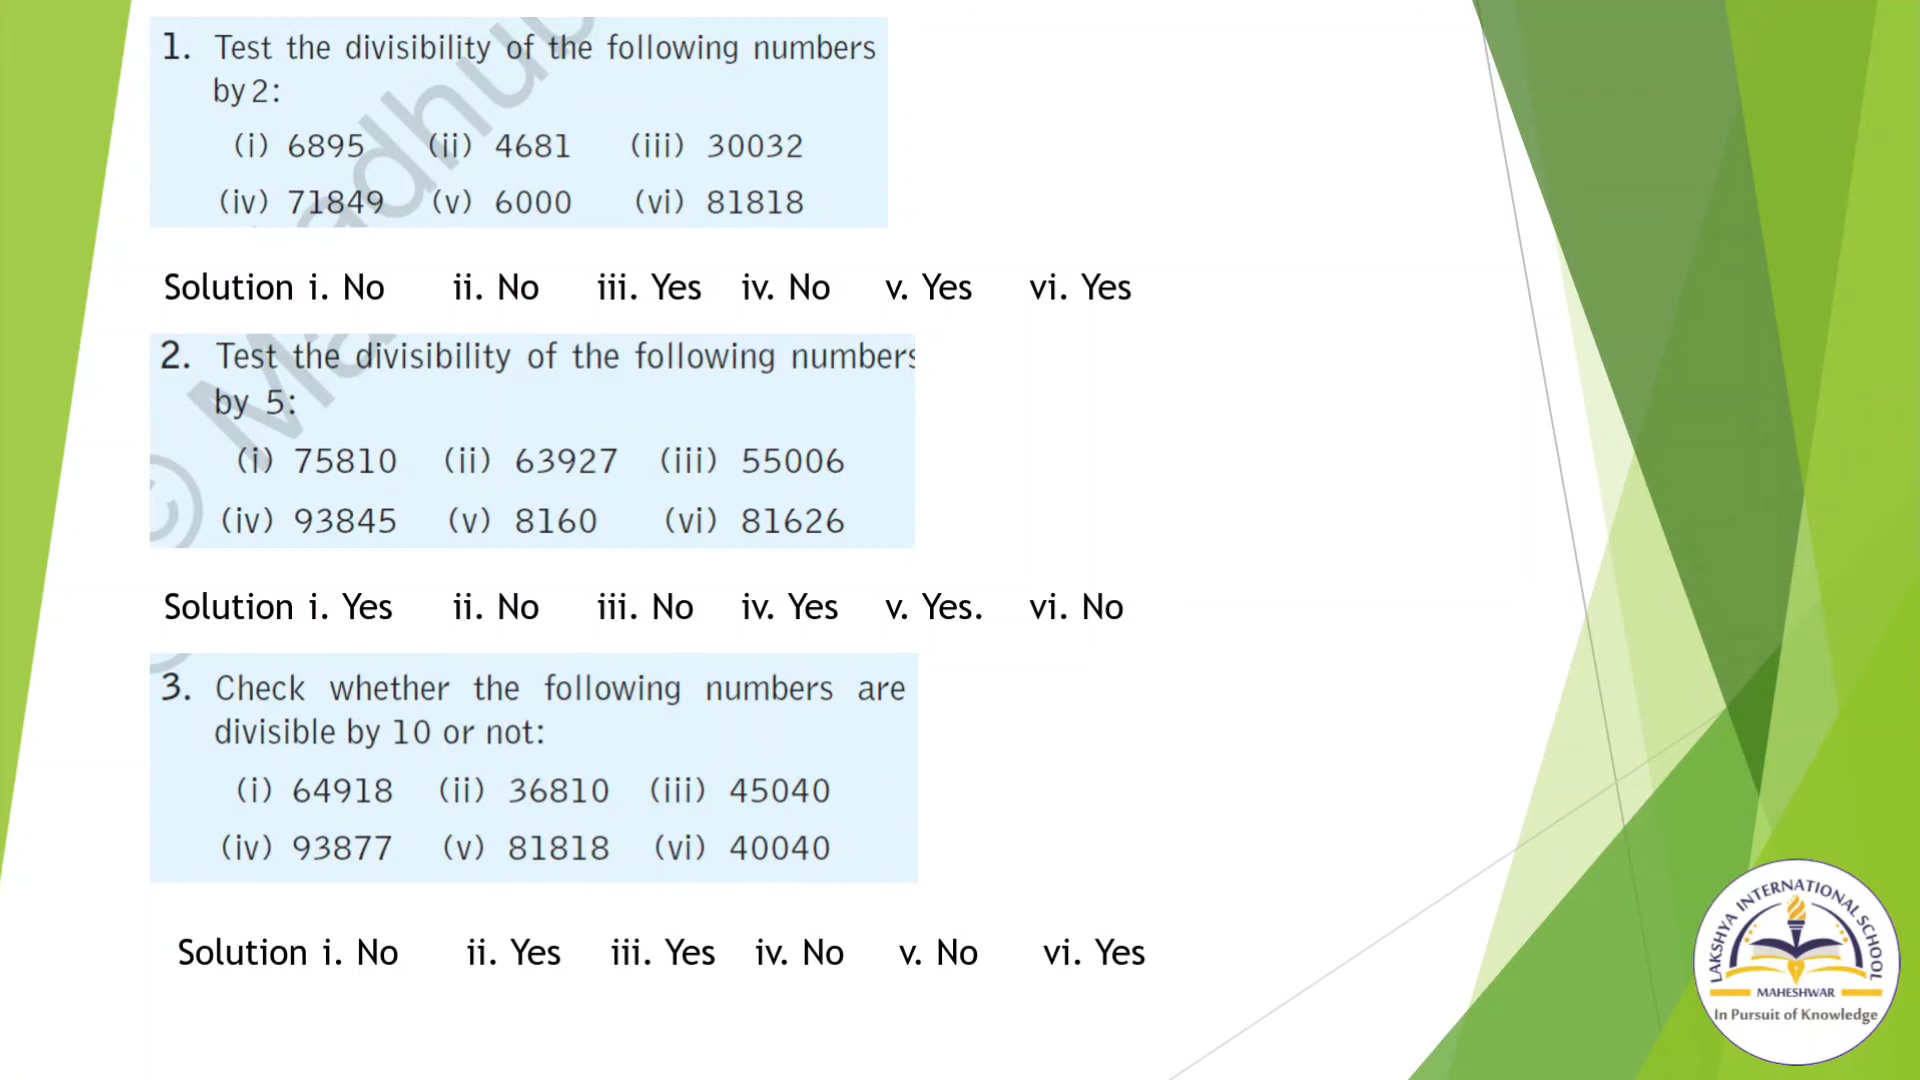 1. Test the divisibility of the following numbers
by 2:
(i) 6895 (ii) 4681 (iii) 30032
(iv) 71849 (v) 6000 (vi) 81818
Solution i. No ii. No iii. Yes iv. No v. Yes vi. Yes
2. Test the divisibility of the following numbers
by 5:
(i) 75810 (ii) 63927 (iii) 55006
(iv) 93845 (v) 8160 (vi) 81626
Solution i. Yes ii. No iii. No iv. Yes v. Yes. vi. No
3. Check whether the following numbers are
divisible by 10 or not:
(i) 64918 (ii) 36810 (iii) 45040
(iv) 93877 (v) 81818 (vi) 40040
Solution i. No ii. Yes iii. Yes iv. No v. No vi. Yes
LAKSHYA INTERNATIONAL SCHOOL
MAHESHWAR
In Pursuit of Knowledge